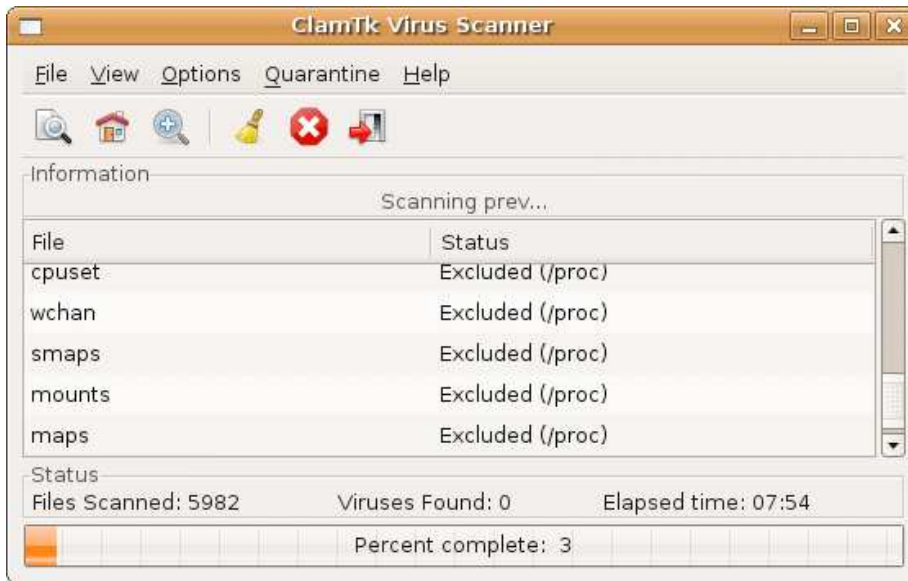 ClamTk Virus Scanner
File View Options Quarantine Help
Information
Scanning prev...
File Status
cpuset Excluded (/proc)
wchan Excluded (/proc)
smaps Excluded (/proc)
mounts Excluded (/proc)
maps Excluded (/proc)
Status
Files Scanned: 5982 Viruses Found: 0 Elapsed time: 07:54
Percent complete: 3